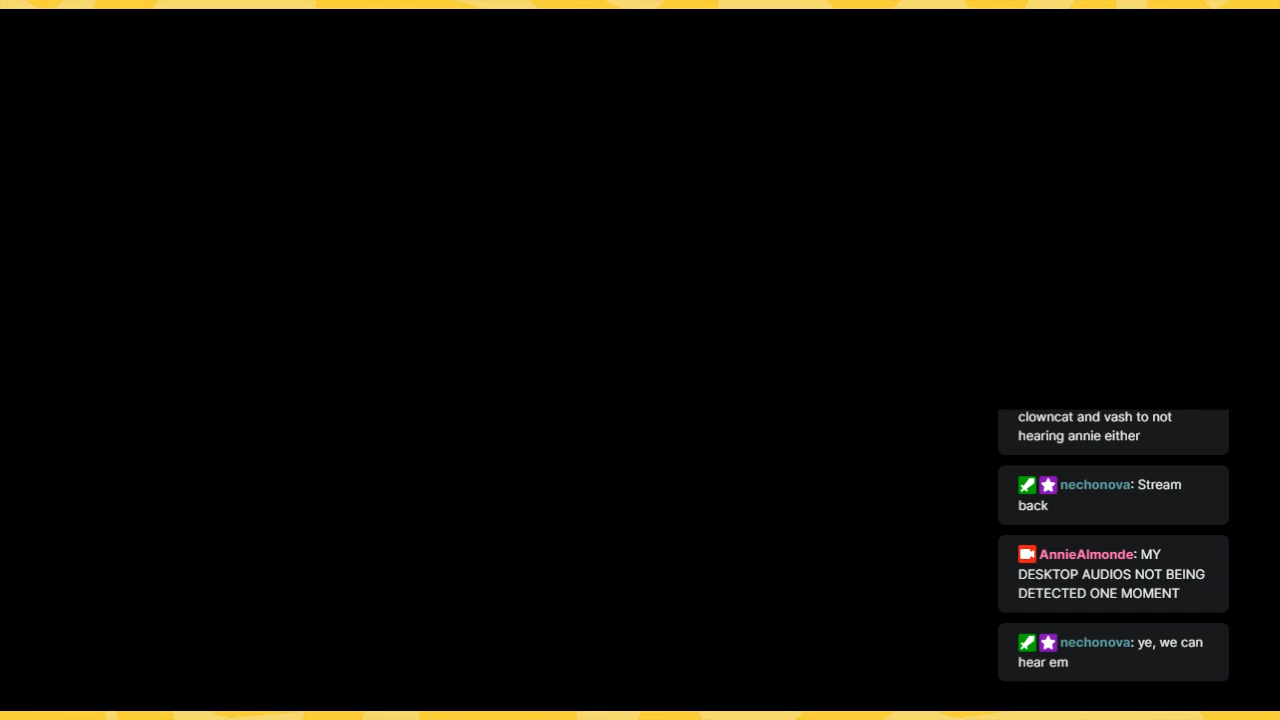 clowncat and vash to not
hearing annie either
nechonova: Stream
back
AnnieAlmonde: MY
DESKTOP AUDIOS NOT BEING
DETECTED ONE MOMENT
nechonova: ye, we can
hear em